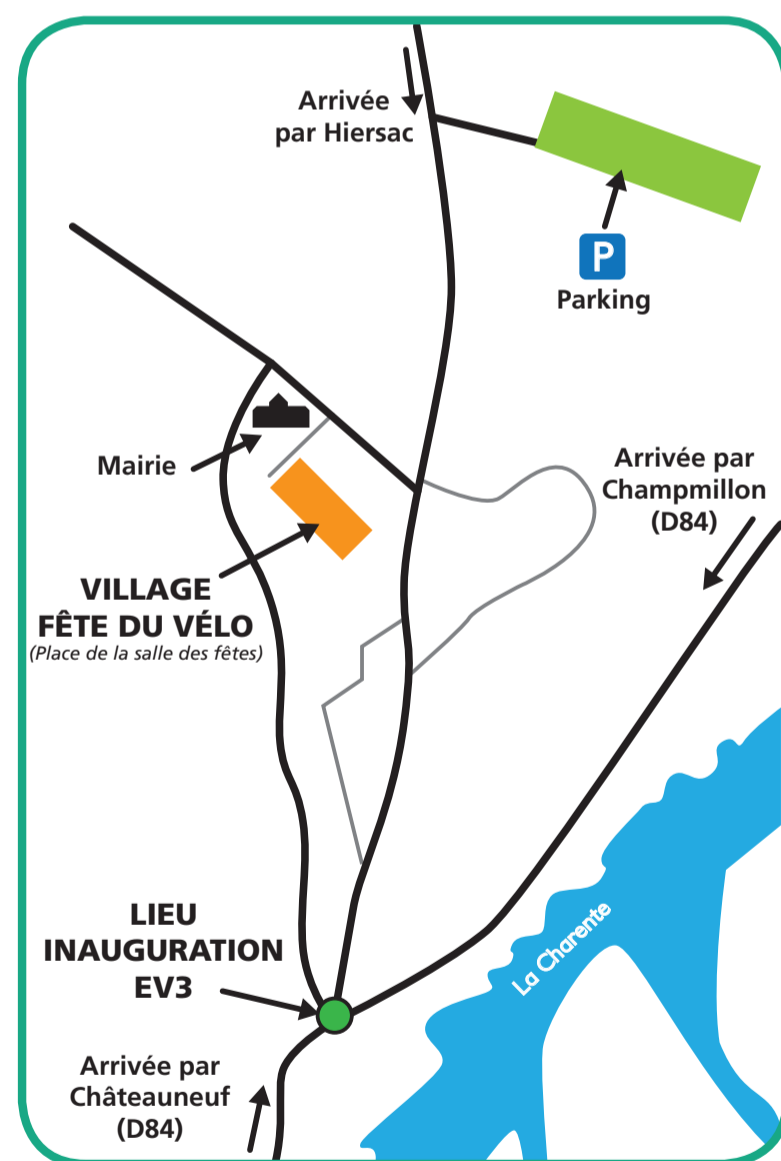 Arrivée
par Hiersac
P
Parking
Mairie
Arrivée par
Champmillon
(D84)
VILLAGE
FÊTE DU VÉLO
(Place de la salle des fêtes)
LIEU
INAUGURATION
EV3
La Charente
Arrivée par
Châteauneuf
(D84)